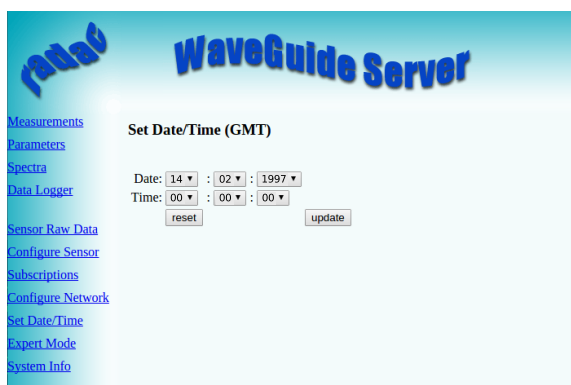 radac
WaveGuide Server
Measurements
Parameters
Spectra
Data Logger
Sensor Raw Data
Configure Sensor
Subscriptions
Configure Network
Set Date/Time
Expert Mode
System Info
Set Date/Time (GMT)
Date: 14 : 02 : 1997
Time: 00 : 00 : 00
reset update